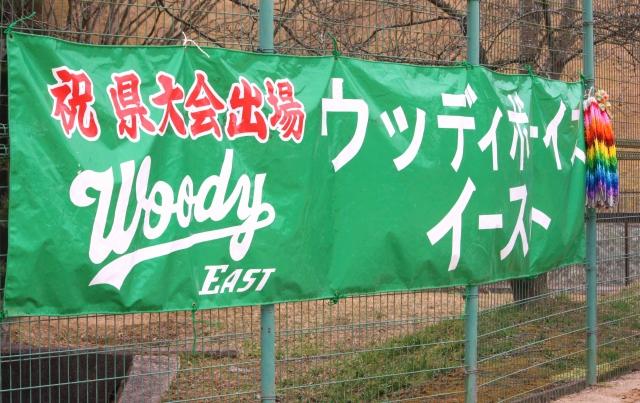 祝 県大会出場
Woody
EAST
ウッディボーイズ
イースト